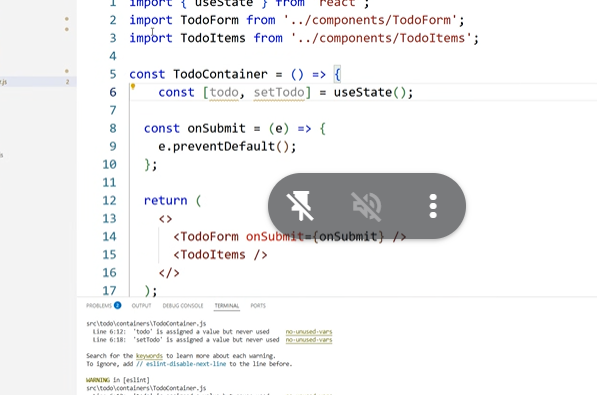 1 import { useState } from 'react';
2 import TodoForm from '../components/TodoForm';
3 import TodoItems from '../components/TodoItems';
4
5 const TodoContainer = () => {
6 const [todo, setTodo] = useState();
7
8 const onSubmit = (e) => {
9 e.preventDefault();
10 };
11
12 return (
13 <>
14 <TodoForm onSubmit={onSubmit} />
15 <TodoItems />
16 </>
17 );
.js 2
PROBLEMS 2 OUTPUT DEBUG CONSOLE TERMINAL PORTS
src\todo\containers\TodoContainer.js
Line 6:12: 'todo' is assigned a value but never used no-unused-vars
Line 6:18: 'setTodo' is assigned a value but never used no-unused-vars
Search for the keywords to learn more about each warning.
To ignore, add // eslint-disable-next-line to the line before.
WARNING in [eslint]
src\todo\containers\TodoContainer.js